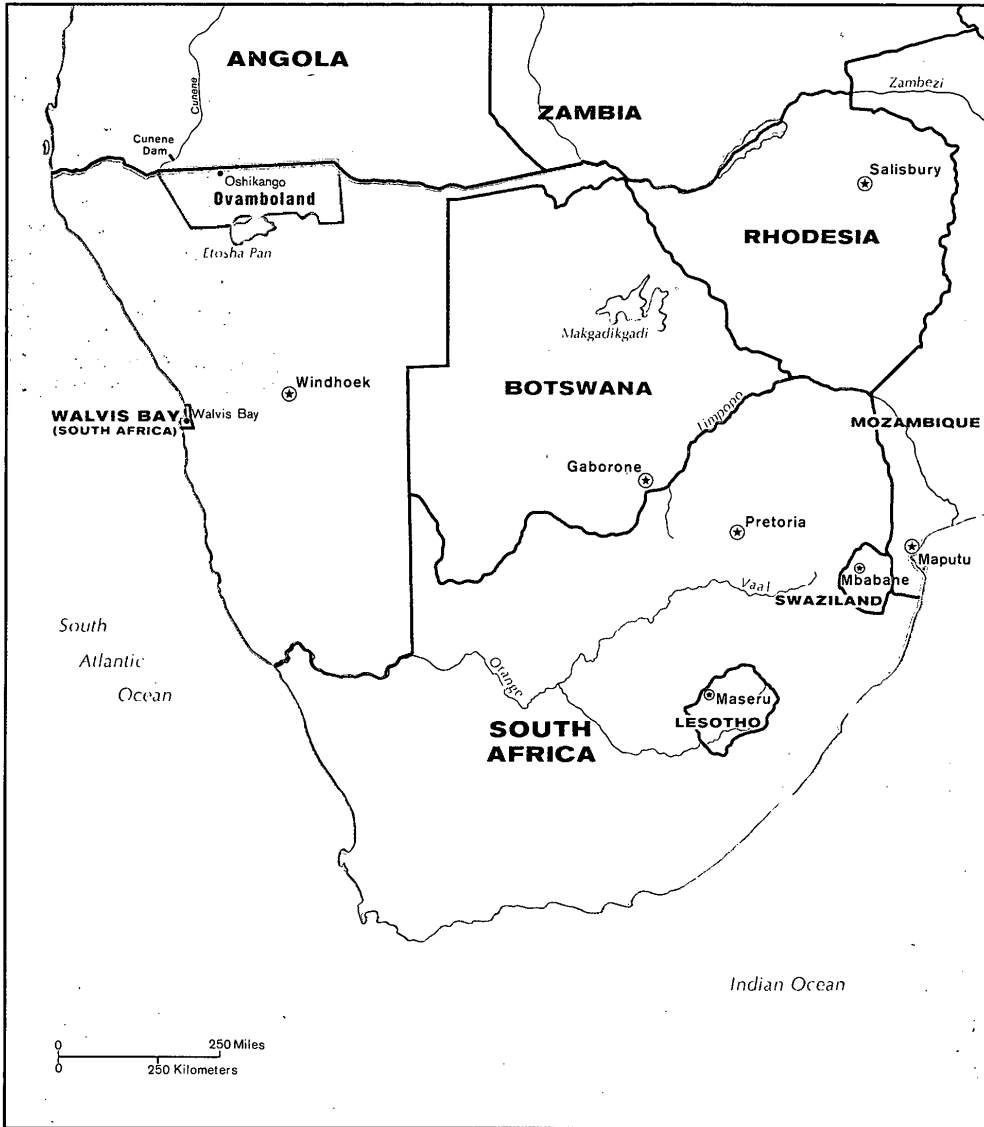 ANGOLA
Cunene
ZAMBIA
Zambezi
Cunene
Dam
Oshikango
Ovamboland
Etosha Pan
Salisbury
RHODESIA
Makgadikgadi
BOTSWANA
Windhoek
WALVIS BAY
(SOUTH AFRICA)
Walvis Bay
Limpopo
MOZAMBIQUE
Gaborone
Pretoria
Maputu
Mbabane
SWAZILAND
Vaal
South
Atlantic
Ocean
Orange
Maseru
LESOTHO
SOUTH
AFRICA
Indian Ocean
0 250 Miles
0 250 Kilometers